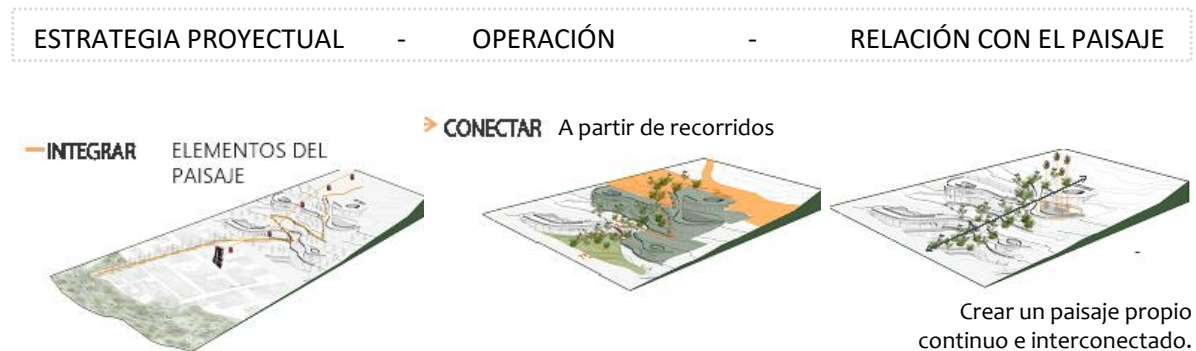 ESTRATEGIA PROYECTUAL - OPERACIÓN - RELACIÓN CON EL PAISAJE
INTEGRAR ELEMENTOS DEL
PAISAJE
CONECTAR A partir de recorridos
-
Crear un paisaje propio
continuo e interconectado.